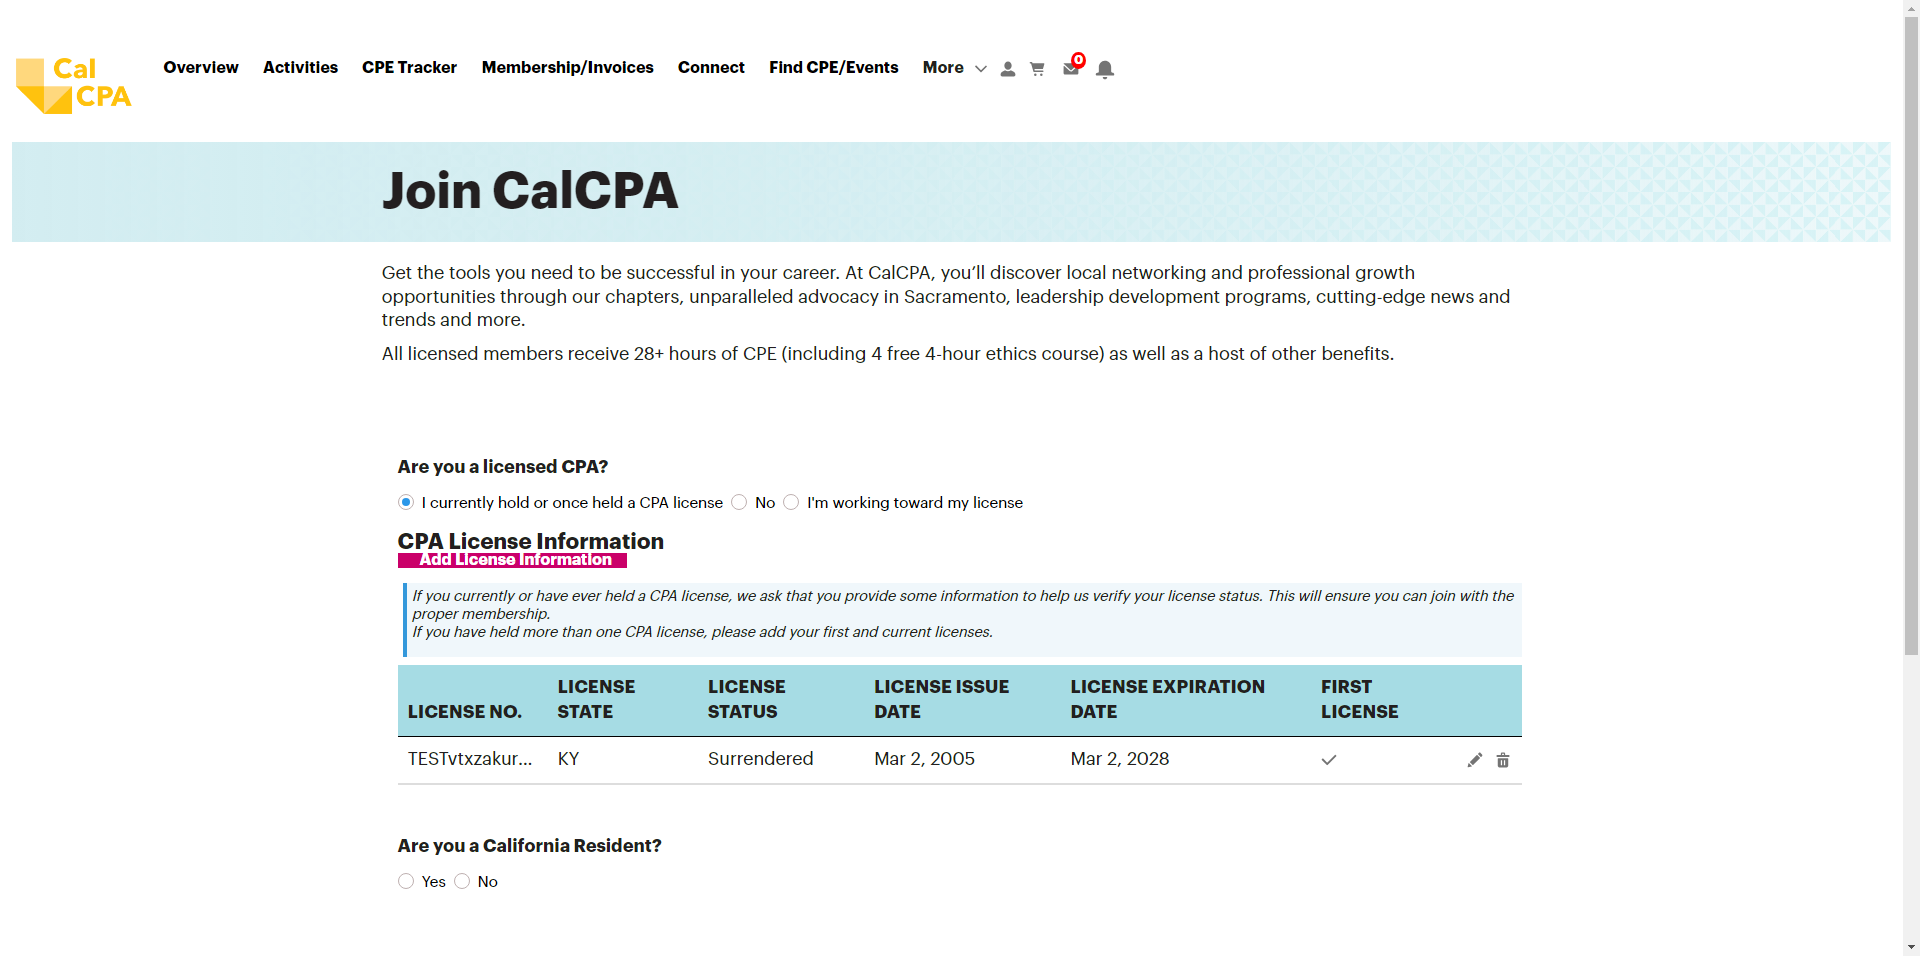 Cal
CPA
Overview Activities CPE Tracker Membership/Invoices Connect Find CPE/Events More 0
Join CalCPA
Get the tools you need to be successful in your career. At CalCPA, you’ll discover local networking and professional growth
opportunities through our chapters, unparalleled advocacy in Sacramento, leadership development programs, cutting-edge news and
trends and more.
All licensed members receive 28+ hours of CPE (including 4 free 4-hour ethics course) as well as a host of other benefits.
Are you a licensed CPA?
I currently hold or once held a CPA license No I'm working toward my license
CPA License Information
Add License Information
If you currently or have ever held a CPA license, we ask that you provide some information to help us verify your license status. This will ensure you can join with the
proper membership.
If you have held more than one CPA license, please add your first and current licenses.
LICENSE NO. LICENSE STATE LICENSE STATUS LICENSE ISSUE DATE LICENSE EXPIRATION DATE FIRST LICENSE
TESTvtxzakur... KY Surrendered Mar 2, 2005 Mar 2, 2028
Are you a California Resident?
Yes No